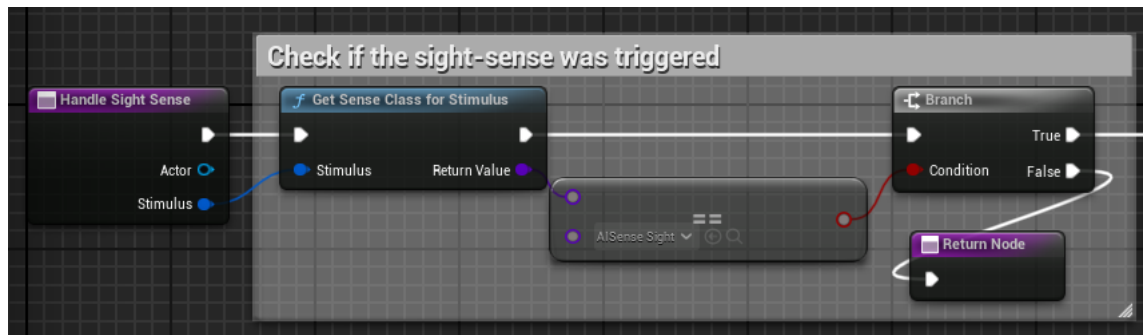 Check if the sight-sense was triggered
Handle Sight Sense
Actor
Stimulus
f Get Sense Class for Stimulus
Stimulus Return Value
==
AISense Sight
Branch
True
Condition False
Return Node